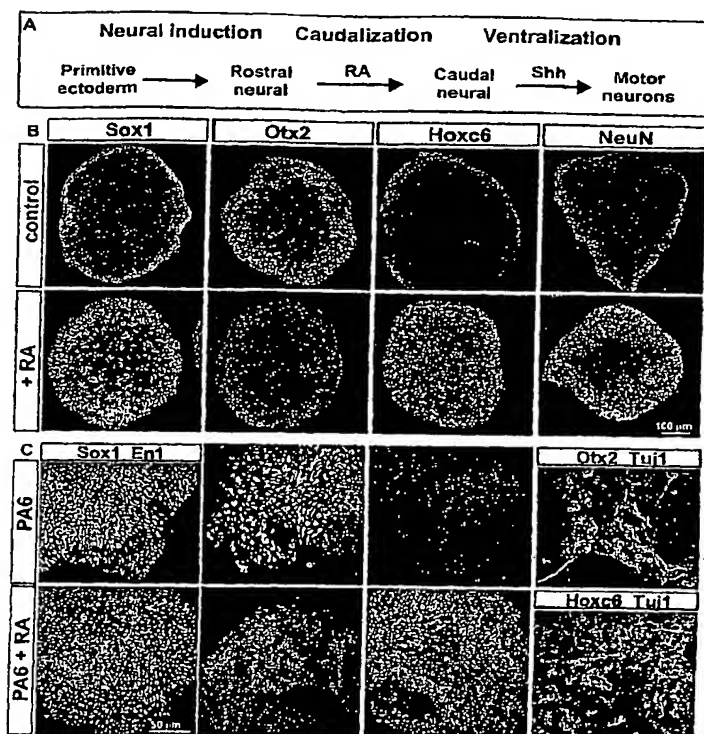 A
Neural induction Caudalization Ventralization
Primitive ectoderm Rostral neural RA Caudal neural Shh Motor neurons
B
Sox1 Otx2 Hoxc6 NeuN
control
+ RA
100 µm
C
Sox1 En1 Otx2 Tuj1
PA6
Hoxc6 Tuj1
PA6 + RA
50 µm